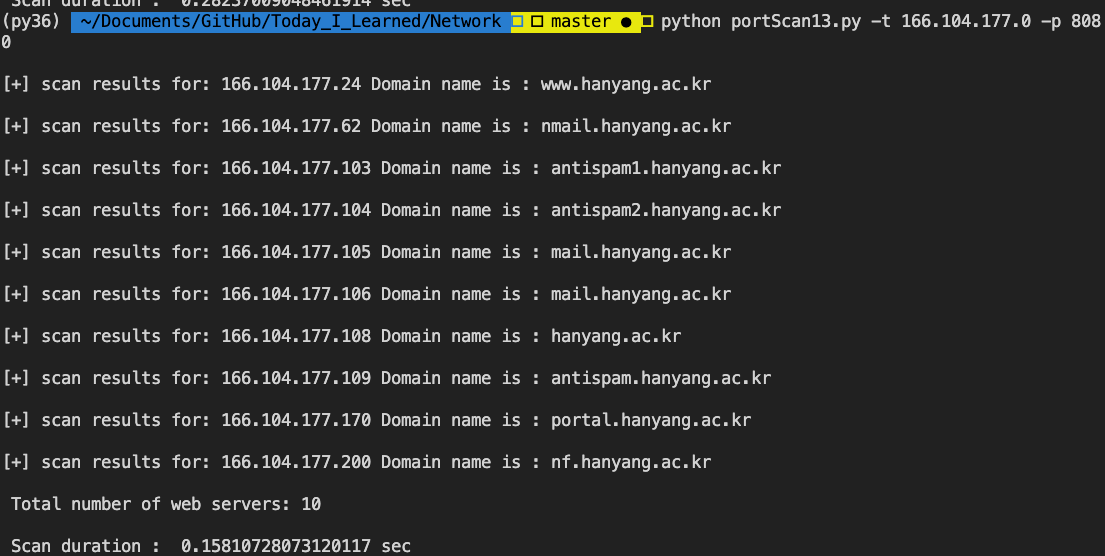 Scan duration :  0.28237009048461914 sec
(py36) ~/Documents/GitHub/Today_I_Learned/Network master ● python portScan13.py -t 166.104.177.0 -p 808
0
[+] scan results for: 166.104.177.24 Domain name is : www.hanyang.ac.kr
[+] scan results for: 166.104.177.62 Domain name is : nmail.hanyang.ac.kr
[+] scan results for: 166.104.177.103 Domain name is : antispam1.hanyang.ac.kr
[+] scan results for: 166.104.177.104 Domain name is : antispam2.hanyang.ac.kr
[+] scan results for: 166.104.177.105 Domain name is : mail.hanyang.ac.kr
[+] scan results for: 166.104.177.106 Domain name is : mail.hanyang.ac.kr
[+] scan results for: 166.104.177.108 Domain name is : hanyang.ac.kr
[+] scan results for: 166.104.177.109 Domain name is : antispam.hanyang.ac.kr
[+] scan results for: 166.104.177.170 Domain name is : portal.hanyang.ac.kr
[+] scan results for: 166.104.177.200 Domain name is : nf.hanyang.ac.kr
Total number of web servers: 10
Scan duration :  0.15810728073120117 sec